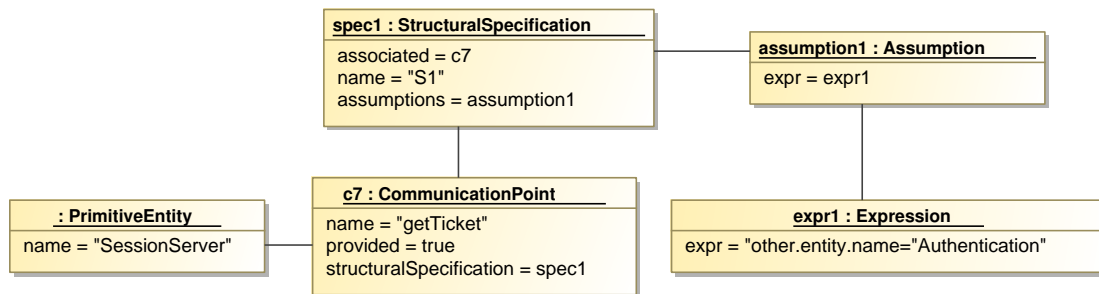 spec1 : StructuralSpecification
associated = c7
name = "S1"
assumptions = assumption1
assumption1 : Assumption
expr = expr1
: PrimitiveEntity
name = "SessionServer"
c7 : CommunicationPoint
name = "getTicket"
provided = true
structuralSpecification = spec1
expr1 : Expression
expr = "other.entity.name="Authentication"